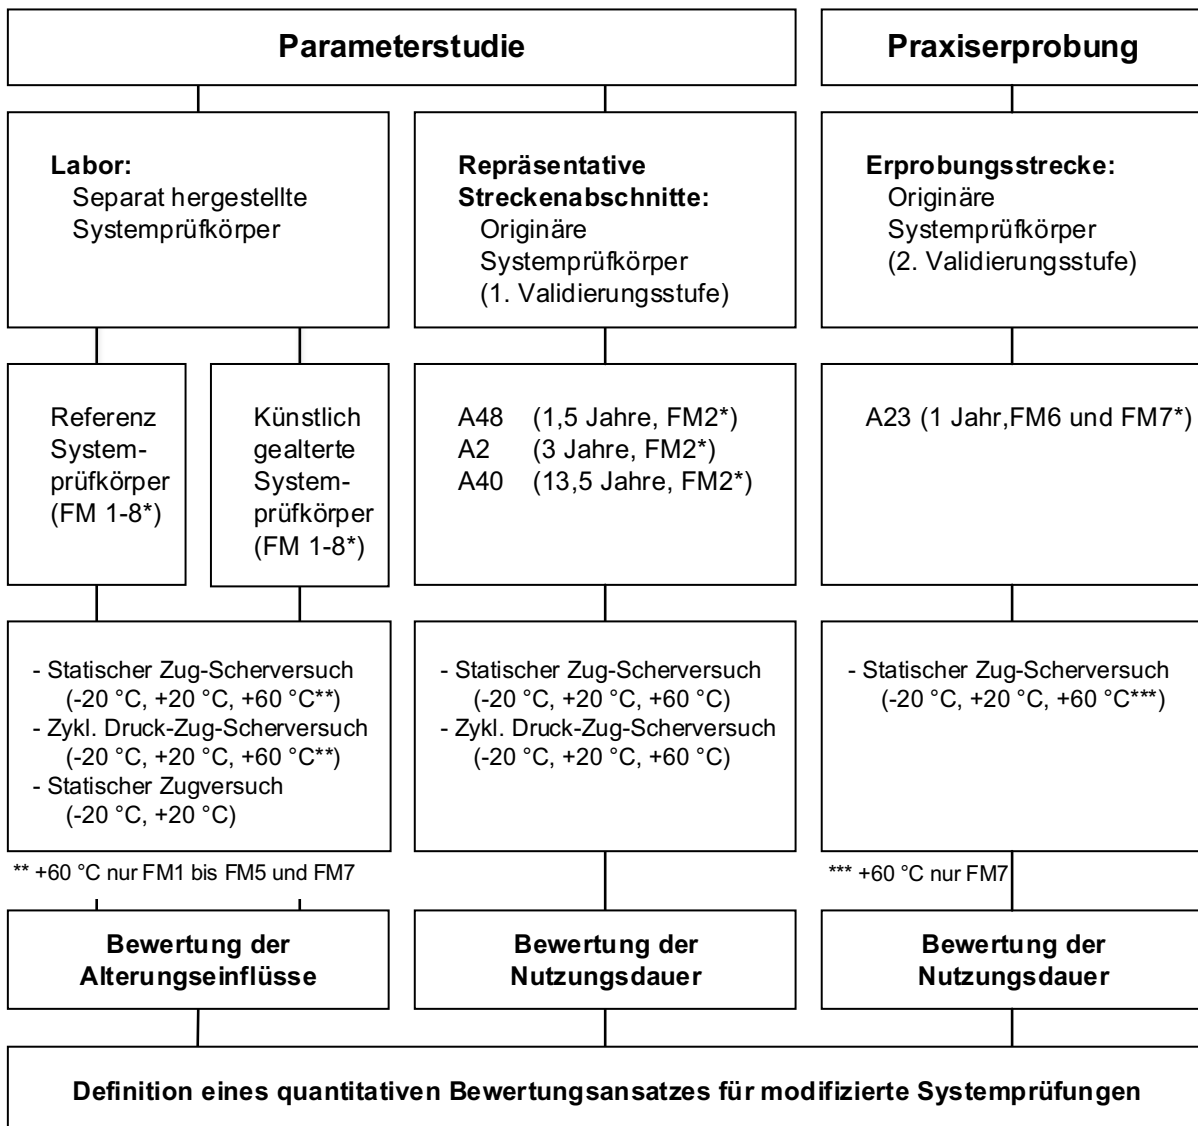 Parameterstudie
Praxiserprobung
Labor:
Separat hergestellte
Systemprüfkörper
Repräsentative
Streckenabschnitte:
Originäre
Systemprüfkörper
(1. Validierungsstufe)
Erprobungsstrecke:
Originäre
Systemprüfkörper
(2. Validierungsstufe)
Referenz
System-
prüfkörper
(FM 1-8*)
Künstlich
gealterte
System-
prüfkörper
(FM 1-8*)
A48 (1,5 Jahre, FM2*)
A2 (3 Jahre, FM2*)
A40 (13,5 Jahre, FM2*)
A23 (1 Jahr,FM6 und FM7*)
- Statischer Zug-Scherversuch
(-20 °C, +20 °C, +60 °C**)
- Zykl. Druck-Zug-Scherversuch
(-20 °C, +20 °C, +60 °C**)
- Statischer Zugversuch
(-20 °C, +20 °C)
- Statischer Zug-Scherversuch
(-20 °C, +20 °C, +60 °C)
- Zykl. Druck-Zug-Scherversuch
(-20 °C, +20 °C, +60 °C)
- Statischer Zug-Scherversuch
(-20 °C, +20 °C, +60 °C***)
** +60 °C nur FM1 bis FM5 und FM7
*** +60 °C nur FM7
Bewertung der
Alterungseinflüsse
Bewertung der
Nutzungsdauer
Bewertung der
Nutzungsdauer
Definition eines quantitativen Bewertungsansatzes für modifizierte Systemprüfungen